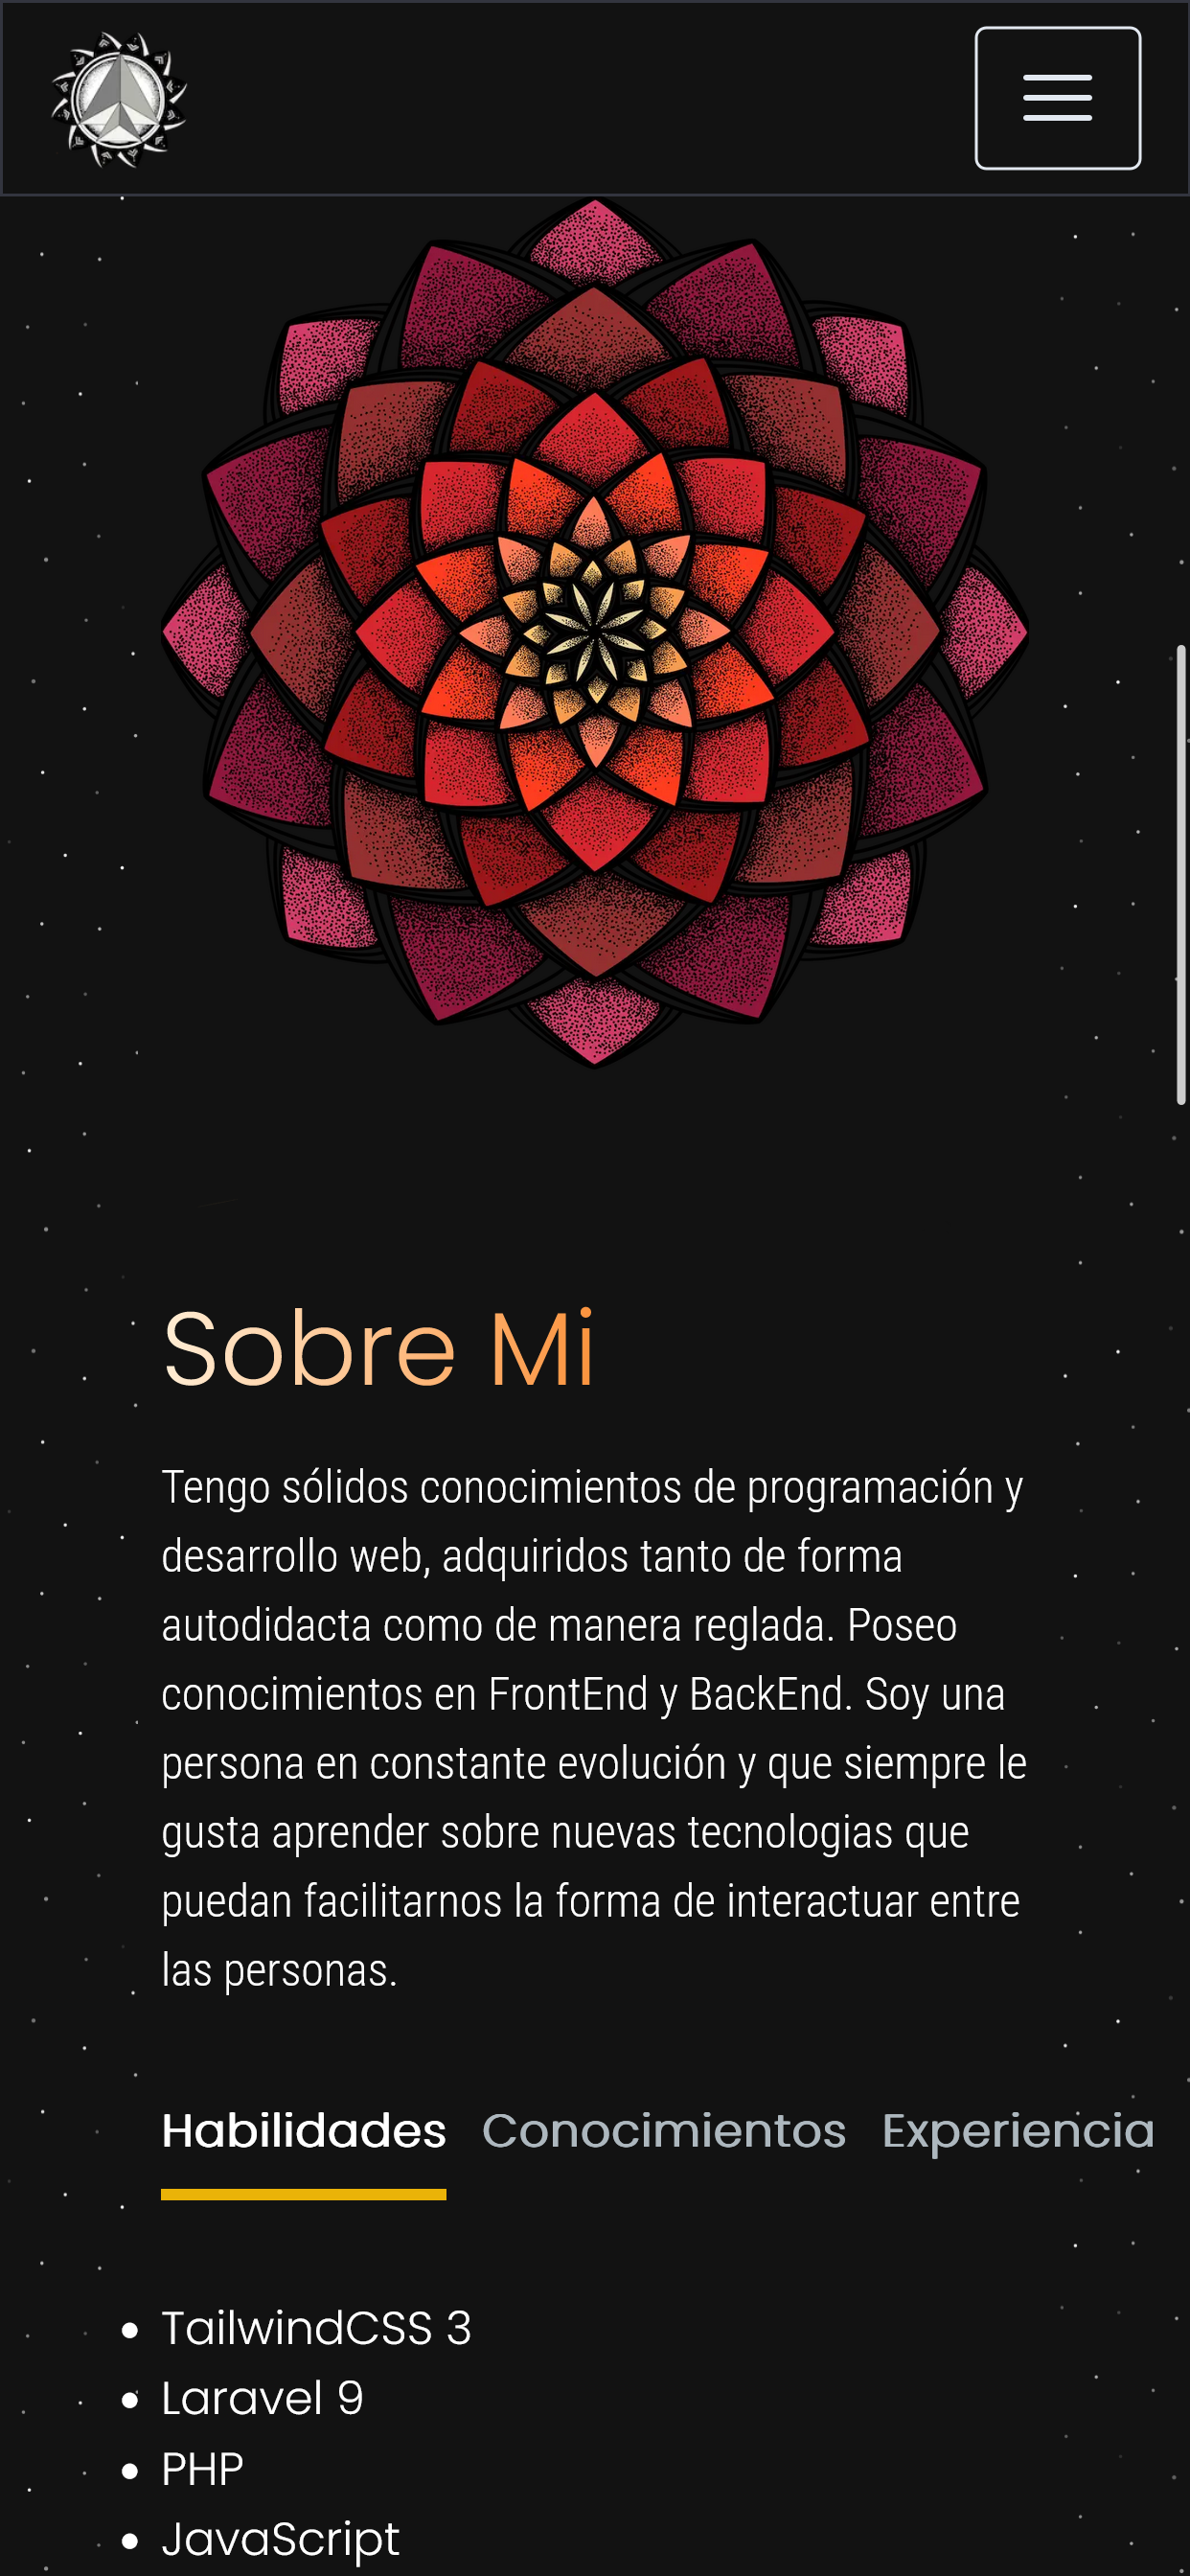 Sobre Mi
Tengo sólidos conocimientos de programación y
desarrollo web, adquiridos tanto de forma
autodidacta como de manera reglada. Poseo
conocimientos en FrontEnd y BackEnd. Soy una
persona en constante evolución y que siempre le
gusta aprender sobre nuevas tecnologias que
puedan facilitarnos la forma de interactuar entre
las personas.
Habilidades Conocimientos Experiencia
• TailwindCSS 3
• Laravel 9
• PHP
• JavaScript